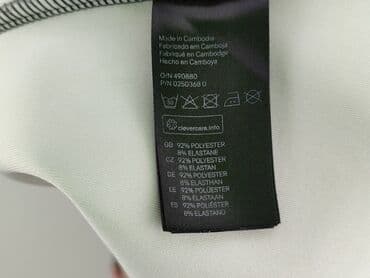 Made in Cambodia
Fabricado em Camboja
Fabriqué en Cambodge
Hecho en Camboya
O/N 490880
P/N 0250368 0
clevercare.info
GB 92% POLYESTER
8% ELASTANE
CZ 92% POLYESTER
8% ELASTAN
DE 92% POLYESTER
8% ELASTHAN
EE 92% POLÜESTER
8% ELASTAAN
ES 92% POLIÉSTER
8% ELASTANO